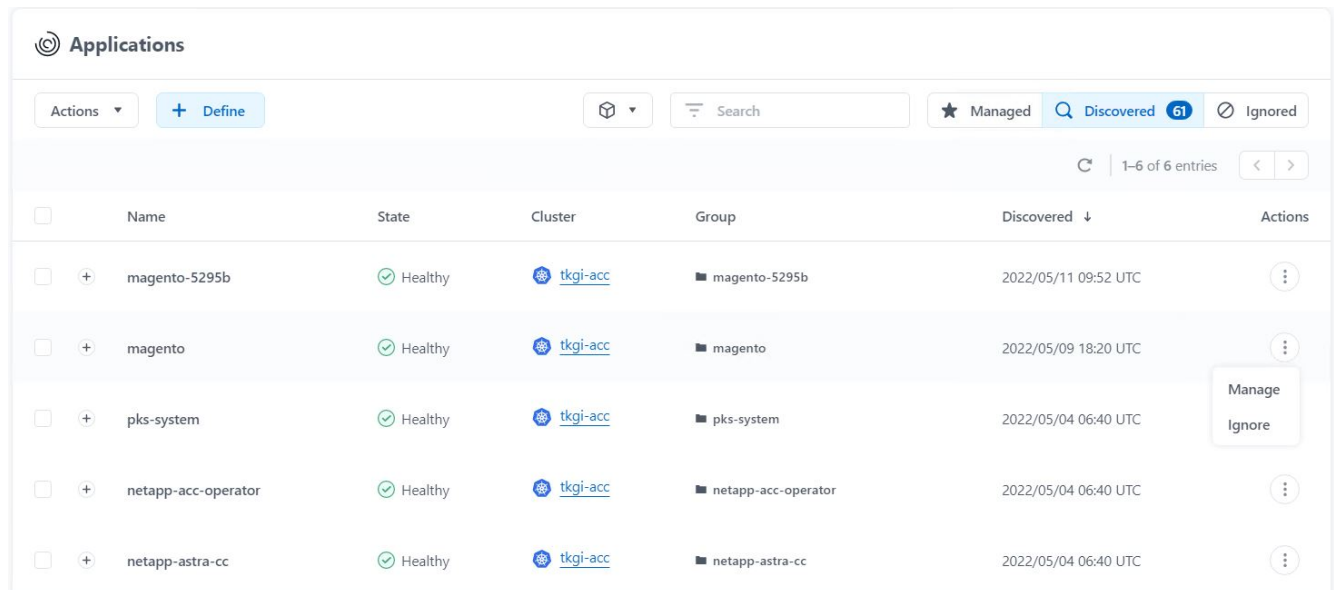 Applications
Actions Define Search Managed Discovered 61 Ignored
1–6 of 6 entries
Name State Cluster Group Discovered ↓ Actions
magento-5295b Healthy tkgi-acc magento-5295b 2022/05/11 09:52 UTC
magento Healthy tkgi-acc magento 2022/05/09 18:20 UTC
Manage
pks-system Healthy tkgi-acc pks-system 2022/05/04 06:40 UTC
Ignore
netapp-acc-operator Healthy tkgi-acc netapp-acc-operator 2022/05/04 06:40 UTC
netapp-astra-cc Healthy tkgi-acc netapp-astra-cc 2022/05/04 06:40 UTC